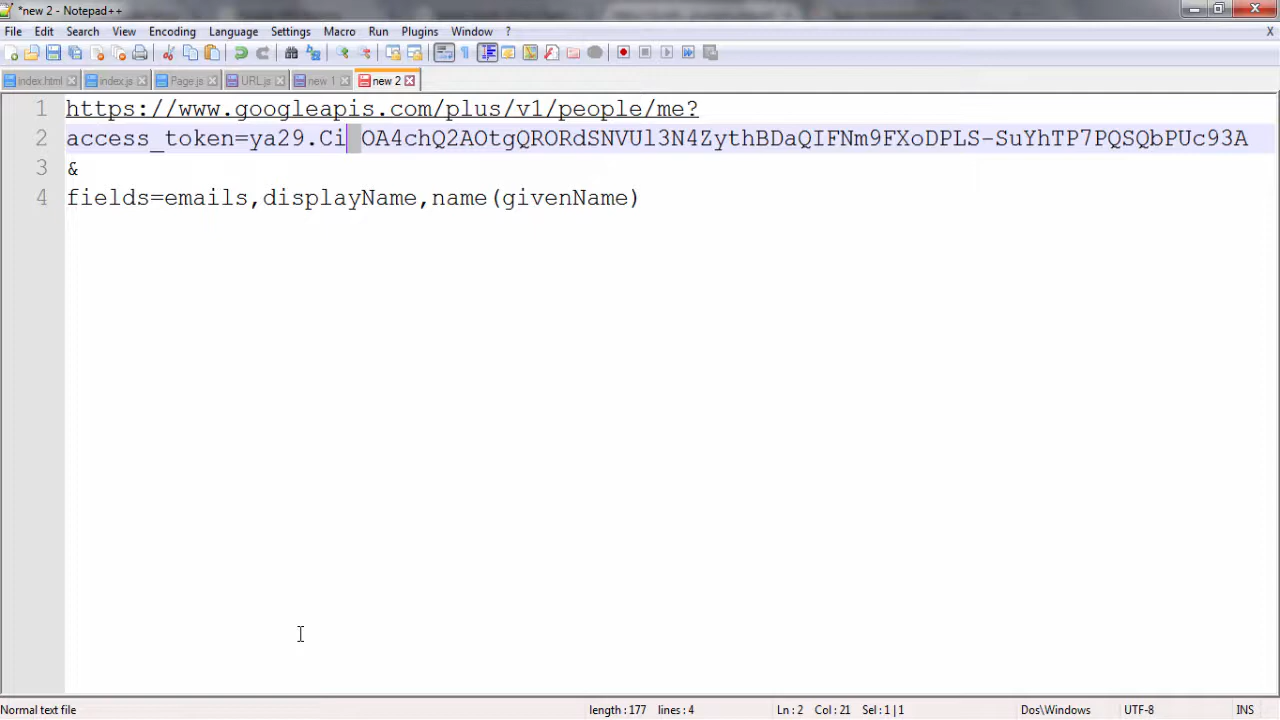 *new 2 - Notepad++
File Edit Search View Encoding Language Settings Macro Run Plugins Window ? X
index.html index.js Page.js URL.js new 1 new 2
1 https://www.googleapis.com/plus/v1/people/me?
2 access_token=ya29.Ci_OA4chQ2AOtgQRORdSNVUl3N4ZythBDaQIFNm9FXoDPLS-SuYhTP7PQSQbPUc93A
3 &
4 fields=emails,displayName,name(givenName)
Normal text file length : 177 lines : 4 Ln : 2 Col : 21 Sel : 1 | 1 Dos\Windows UTF-8 INS